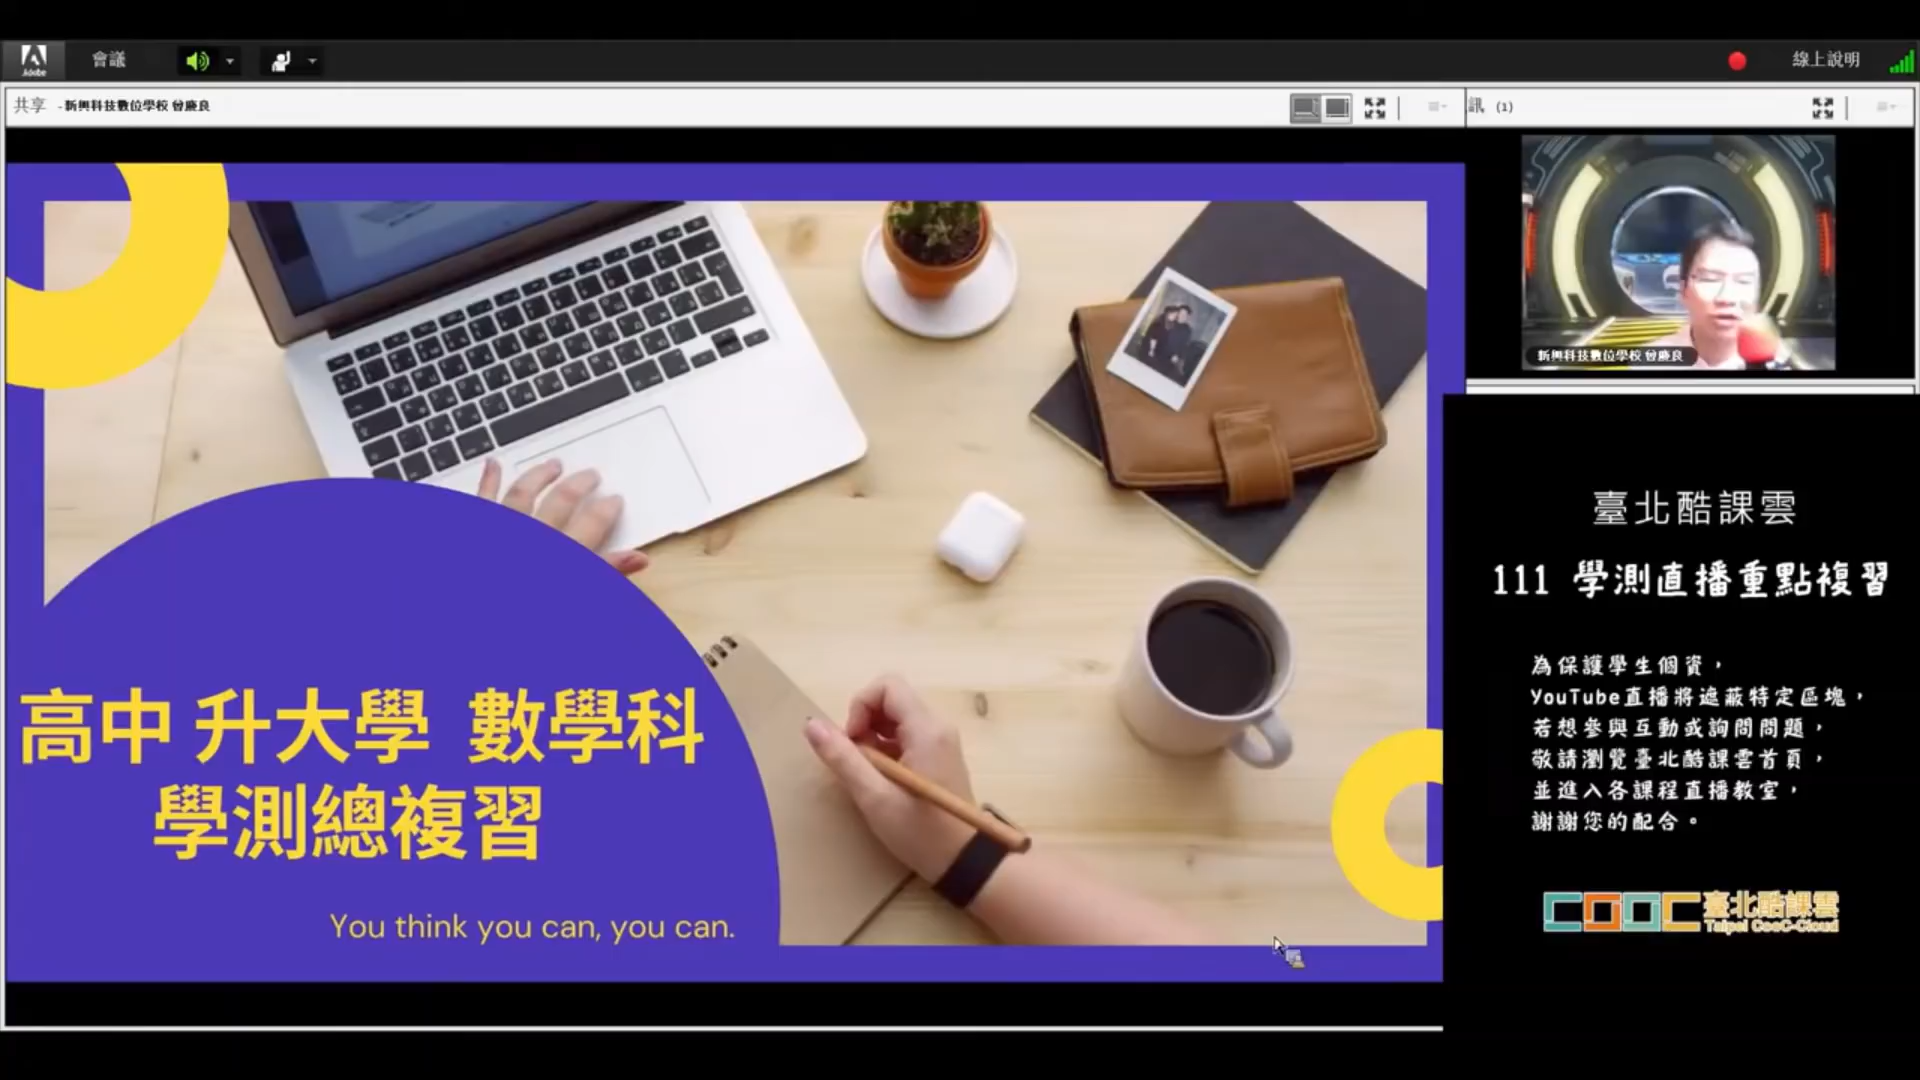 Adobe
會議
線上說明
共享 -新興科技數位學校 曾慶良
訊 (1)
新興科技數位學校 曾慶良
高中 升大學 數學科
學測總複習
You think you can, you can.
臺北酷課雲
111 學測直播重點複習
為保護學生個資，
YouTube直播將遮蔽特定區塊，
若想參與互動或詢問問題，
敬請瀏覽臺北酷課雲首頁，
並進入各課程直播教室，
謝謝您的配合。
COOC 臺北酷課雲
Taipei CooC-Cloud